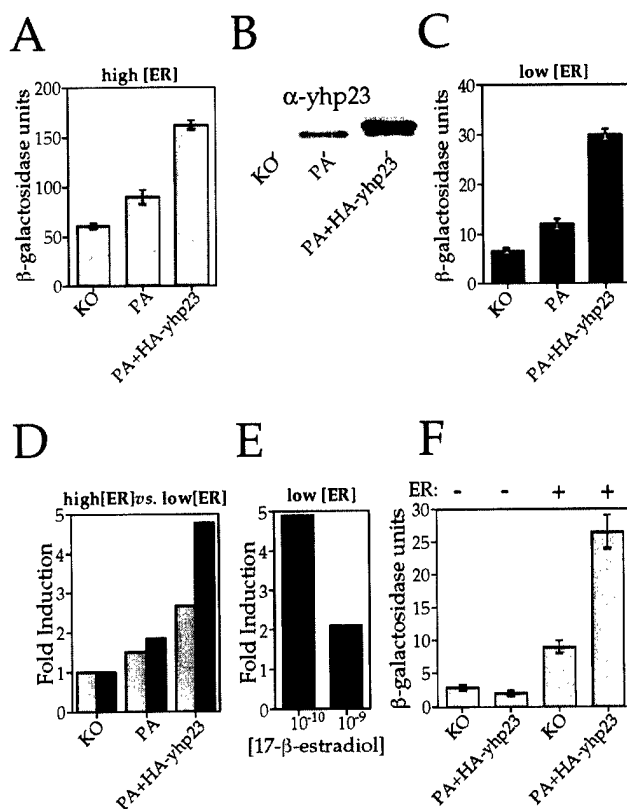 A
high [ER]
β-galactosidase units
200
150
100
50
0
KO
PA
PA+HA-yhp23
B
α-yhp23
KO
PA
PA+HA-yhp23
C
low [ER]
β-galactosidase units
40
30
20
10
0
KO
PA
PA+HA-yhp23
D
high[ER] vs. low[ER]
Fold Induction
5
4
3
2
1
0
KO
PA
PA+HA-yhp23
E
low [ER]
Fold Induction
5
4
3
2
1
0
10-10 10-9
[17-β-estradiol]
F
ER: - - + +
β-galactosidase units
30
25
20
15
10
5
0
KO
PA+HA-yhp23
KO
PA+HA-yhp23